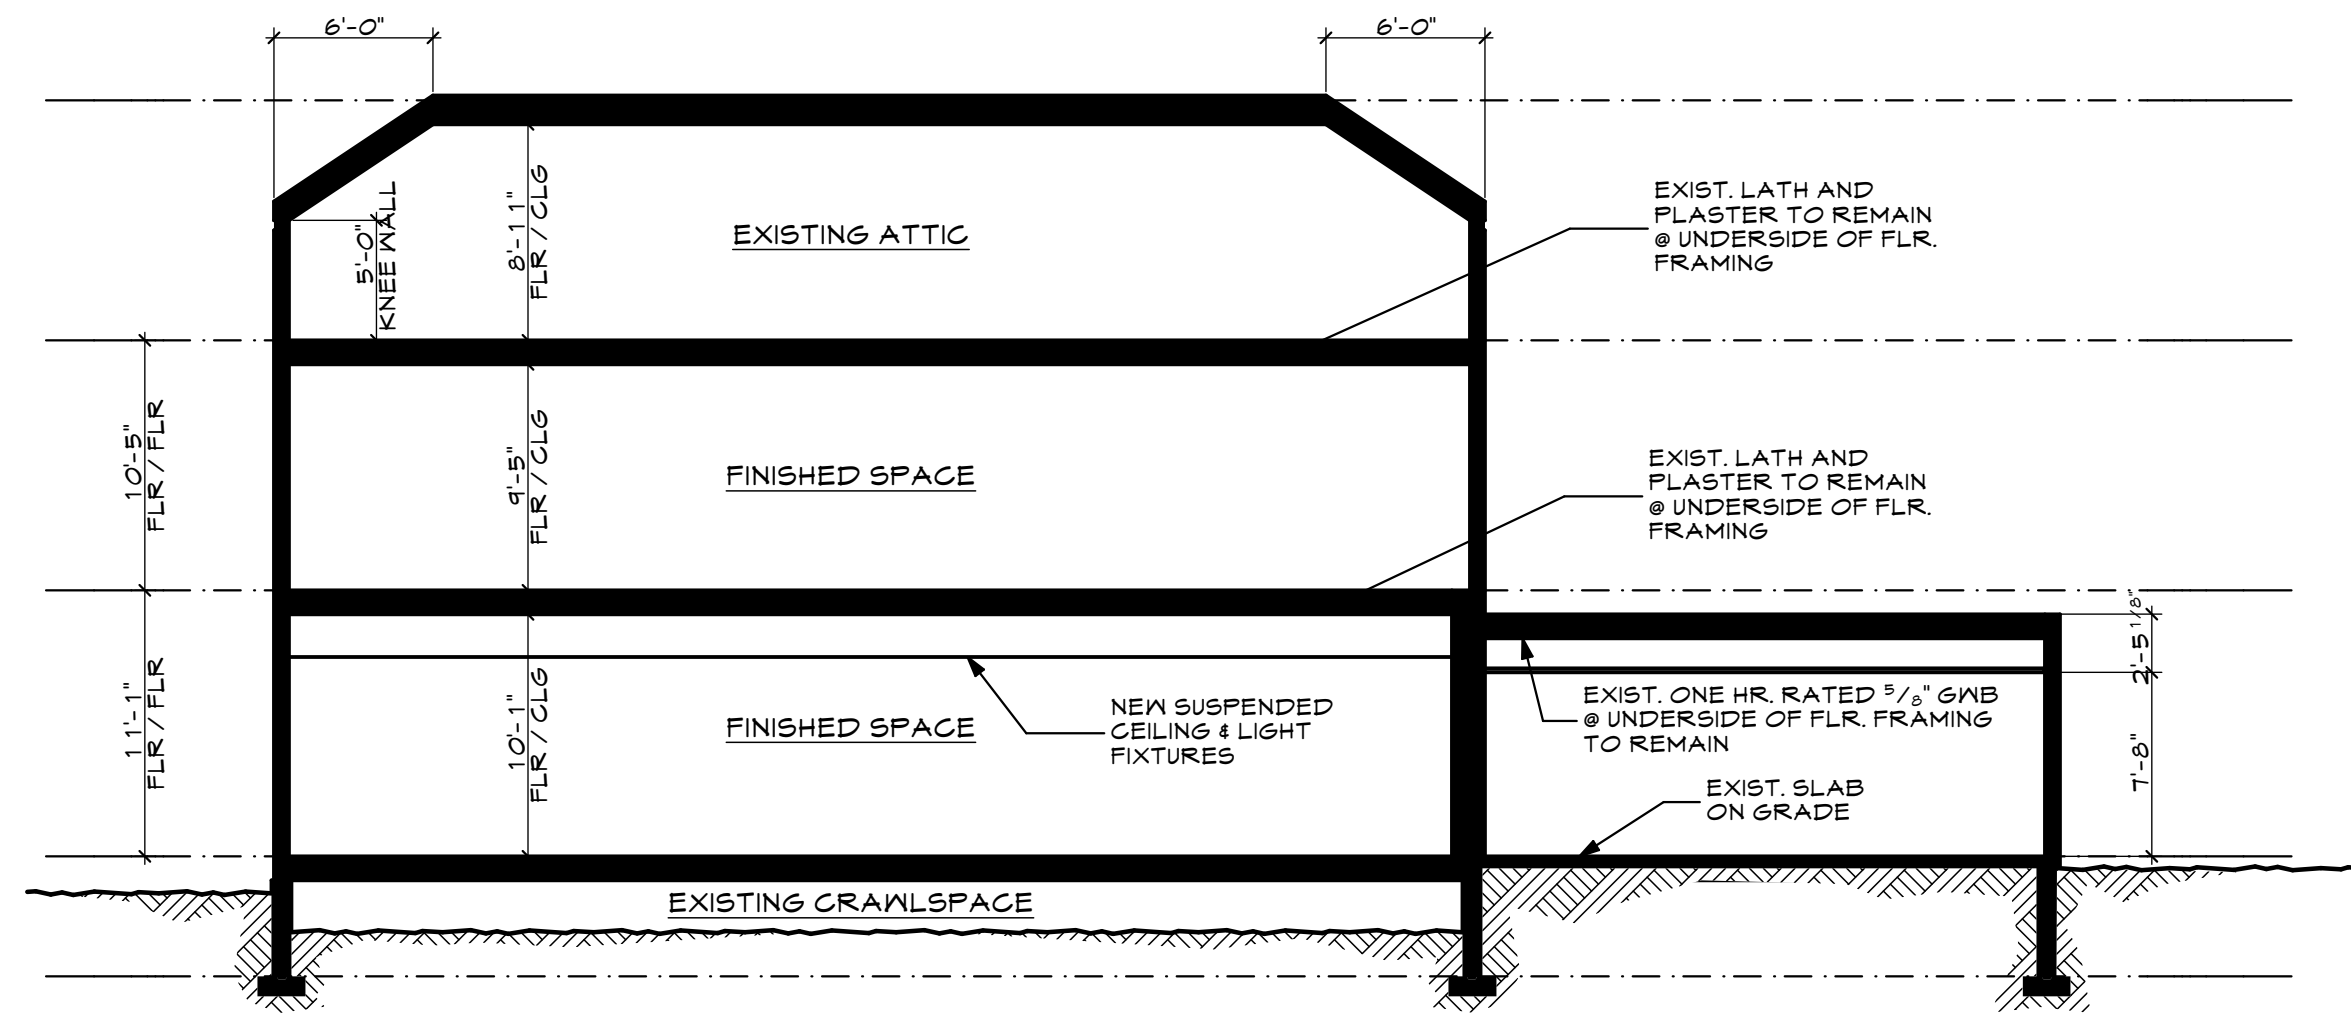 6'-0"
6'-0"
EXIST. LATH AND
PLASTER TO REMAIN
@ UNDERSIDE OF FLR.
FRAMING
5'-0"
KNEE WALL
8'-11"
FLR / CLG
EXISTING ATTIC
10'-5"
FLR / FLR
9'-5"
FLR / CLG
FINISHED SPACE
EXIST. LATH AND
PLASTER TO REMAIN
@ UNDERSIDE OF FLR.
FRAMING
11'-1"
FLR / FLR
10'-1"
FLR / CLG
FINISHED SPACE
NEW SUSPENDED
CEILING & LIGHT
FIXTURES
EXIST. ONE HR. RATED 5/8" GWB
@ UNDERSIDE OF FLR. FRAMING
TO REMAIN
EXIST. SLAB
ON GRADE
2'-5 1/8"
7'-8"
EXISTING CRAWLSPACE